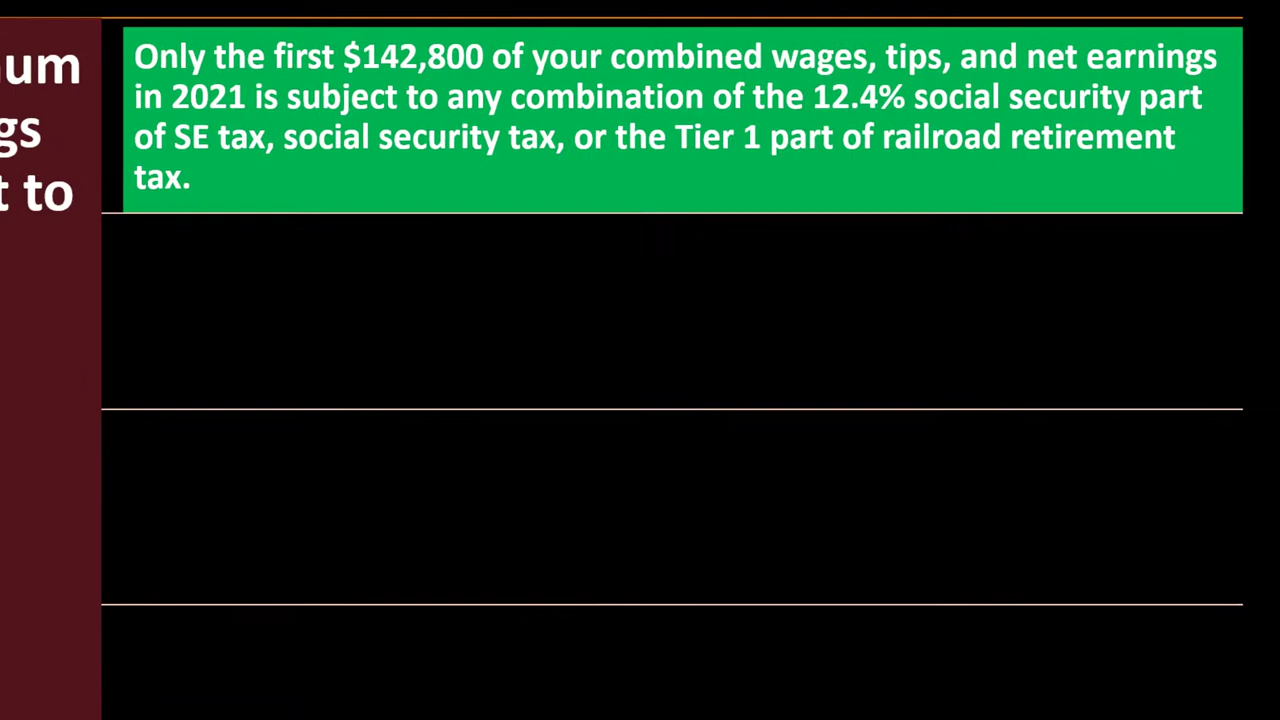 gs
t to
Only the first $142,800 of your combined wages, tips, and net earnings
in 2021 is subject to any combination of the 12.4% social security part
of SE tax, social security tax, or the Tier 1 part of railroad retirement
tax.